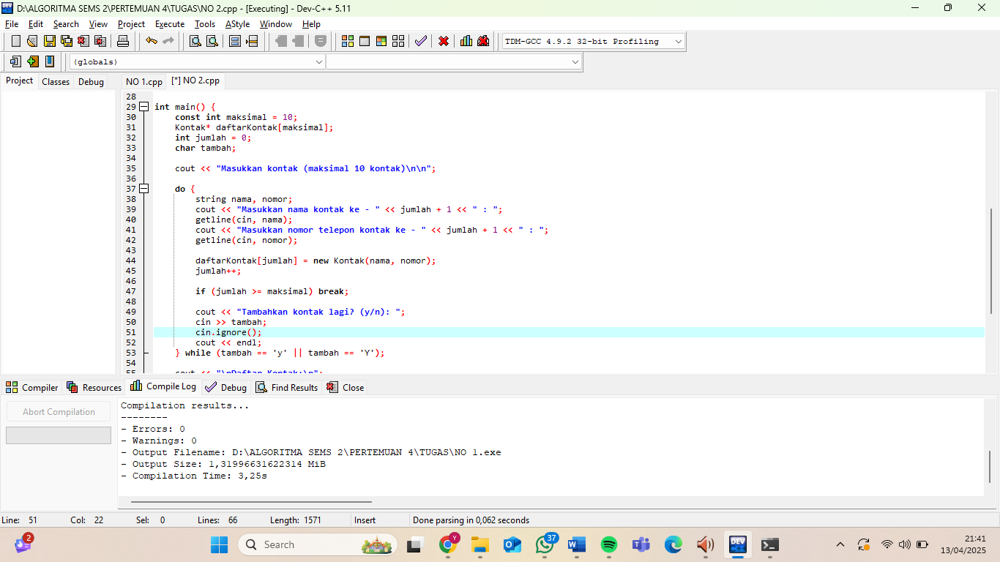 D:\ALGORITMA SEMS 2\PERTEMUAN 4\TUGAS\NO 2.cpp - [Executing] - Dev-C++ 5.11
File Edit Search View Project Execute Tools AStyle Window Help
TDM-GCC 4.9.2 32-bit Profiling
(globals)
Project Classes Debug NO 1.cpp [*] NO 2.cpp
28
29 int main() {
30 const int maksimal = 10;
31 Kontak* daftarKontak[maksimal];
32 int jumlah = 0;
33 char tambah;
34
35 cout << "Masukkan kontak (maksimal 10 kontak)\n\n";
36
37 do {
38 string nama, nomor;
39 cout << "Masukkan nama kontak ke - " << jumlah + 1 << " : ";
40 getline(cin, nama);
41 cout << "Masukkan nomor telepon kontak ke - " << jumlah + 1 << " : ";
42 getline(cin, nomor);
43
44 daftarKontak[jumlah] = new Kontak(nama, nomor);
45 jumlah++;
46
47 if (jumlah >= maksimal) break;
48
49 cout << "Tambahkan kontak lagi? (y/n): ";
50 cin >> tambah;
51 cin.ignore();
52 cout << endl;
53 } while (tambah == 'y' || tambah == 'Y');
54
55 cout << "\nDaftar Kontak:\n";
Compiler Resources Compile Log Debug Find Results Close
Abort Compilation
Compilation results...
--------
- Errors: 0
- Warnings: 0
- Output Filename: D:\ALGORITMA SEMS 2\PERTEMUAN 4\TUGAS\NO 1.exe
- Output Size: 1,31996631622314 MiB
- Compilation Time: 3,25s
Line: 51 Col: 22 Sel: 0 Lines: 66 Length: 1571 Insert Done parsing in 0,062 seconds
2 Search Y 37 DEV 21:41
13/04/2025